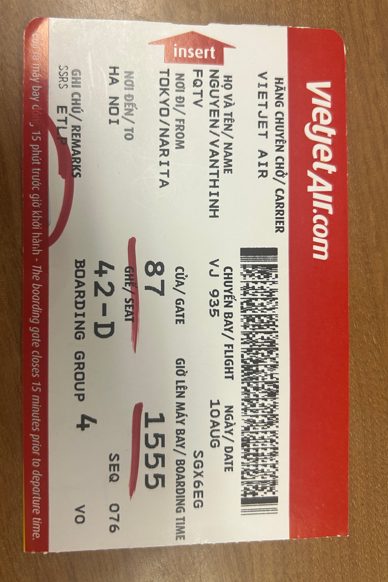 vietjetAir.com
HÃNG CHUYÊN CHỞ/ CARRIER
VIETJET AIR
HỌ VÀ TÊN/ NAME
NGUYEN/VANTHINH
FQTV
CHUYẾN BAY/ FLIGHT
VJ 935
NGÀY/ DATE
10AUG
SGX6EG
insert
NƠI ĐI/ FROM
TOKYO/NARITA
CỬA/ GATE
87
GIỜ LÊN MÁY BAY/ BOARDING TIME
1555
NƠI ĐẾN/ TO
HA NOI
GHẾ/ SEAT
42-D
SEQ 076
GHI CHÚ/ REMARKS
SSRS ETLP
BOARDING GROUP 4
VO
ra máy bay đóng 15 phút trước giờ khởi hành - The boarding gate closes 15 minutes prior to departure time.